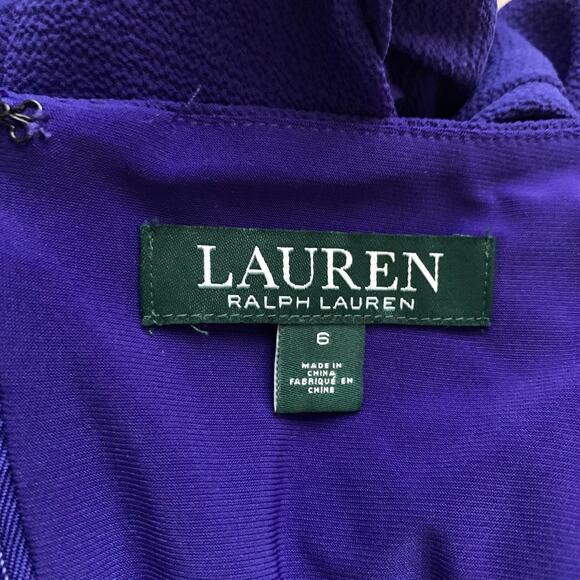 LAUREN
RALPH LAUREN
6
MADE IN
CHINA
FABRIQUÉ EN
CHINE